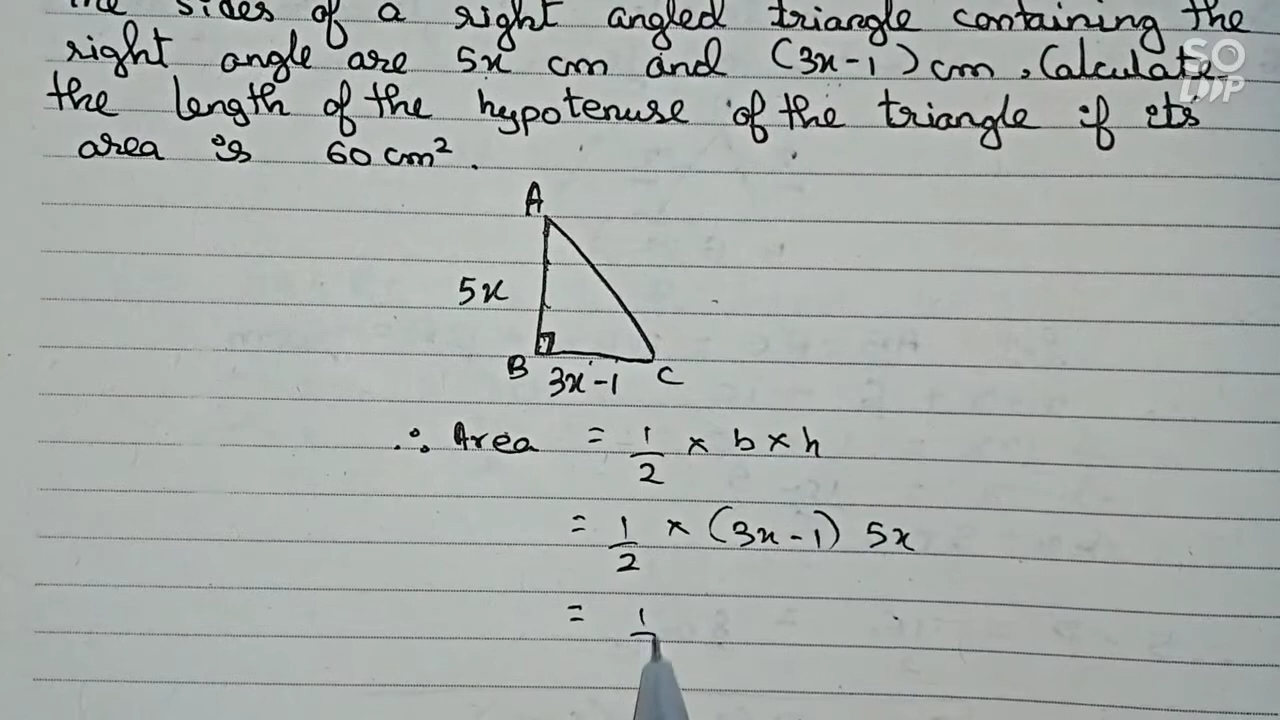 the sides of a right angled triangle containing the
right angle are 5x cm and (3x-1) cm. Calculate
the length of the hypotenuse of the triangle if its
area is 60 cm².
A
5x
B 3x-1 C
∴ Area = 1/2 × b × h
= 1/2 × (3x-1) 5x
= 1